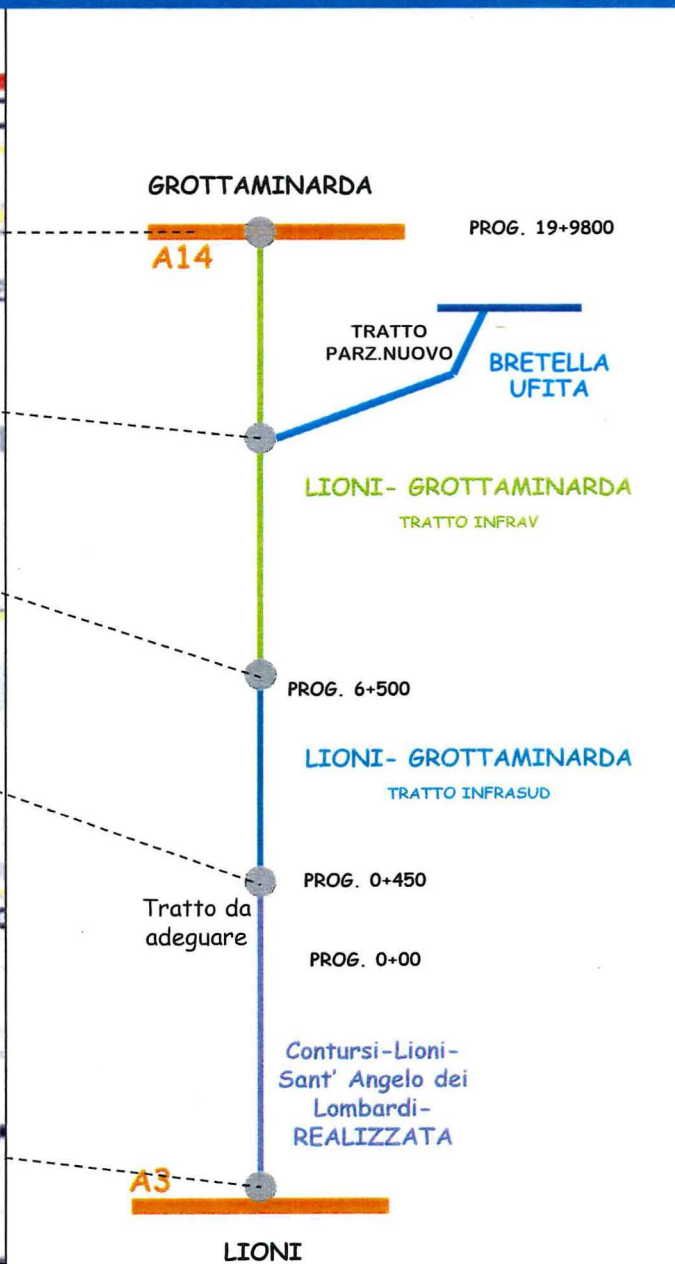 GROTTAMINARDA
PROG. 19+9800
A14
TRATTO
PARZ.NUOVO
BRETELLA
UFITA
LIONI- GROTTAMINARDA
TRATTO INFRAV
PROG. 6+500
LIONI- GROTTAMINARDA
TRATTO INFRASUD
PROG. 0+450
Tratto da
adeguare
PROG. 0+00
Contursi-Lioni-
Sant' Angelo dei
Lombardi-
REALIZZATA
A3
LIONI